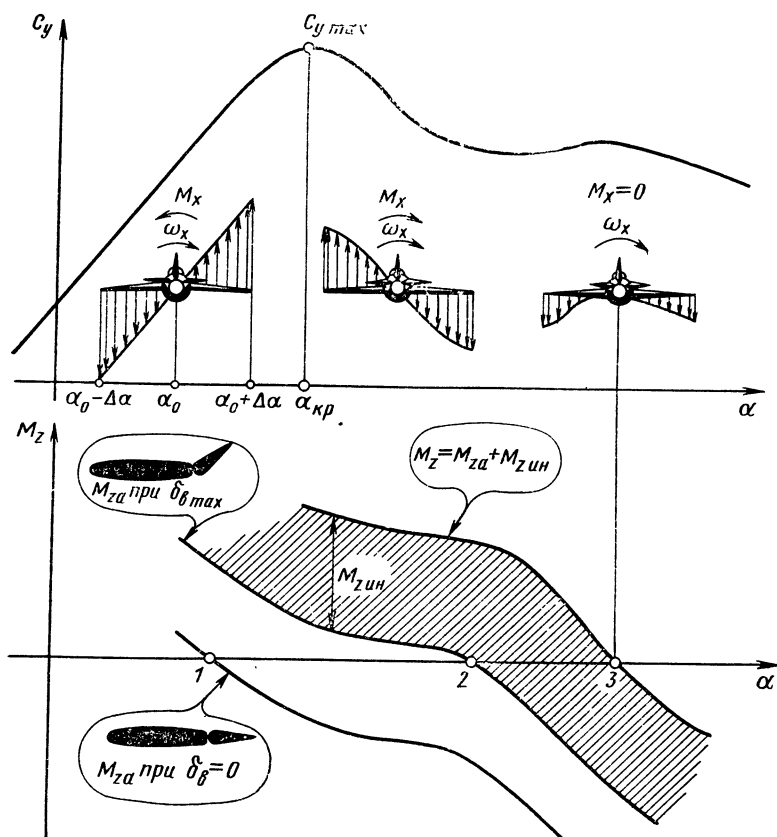 Cy
Cy max
Mx
ωx
Mx
ωx
Mx=0
ωx
α₀-Δα
α₀
α₀+Δα
αкр
α
Mz
Mza при δв max
Mz=Mza+Mz ин
Mz ин
1
2
3
α
Mza при δв=0